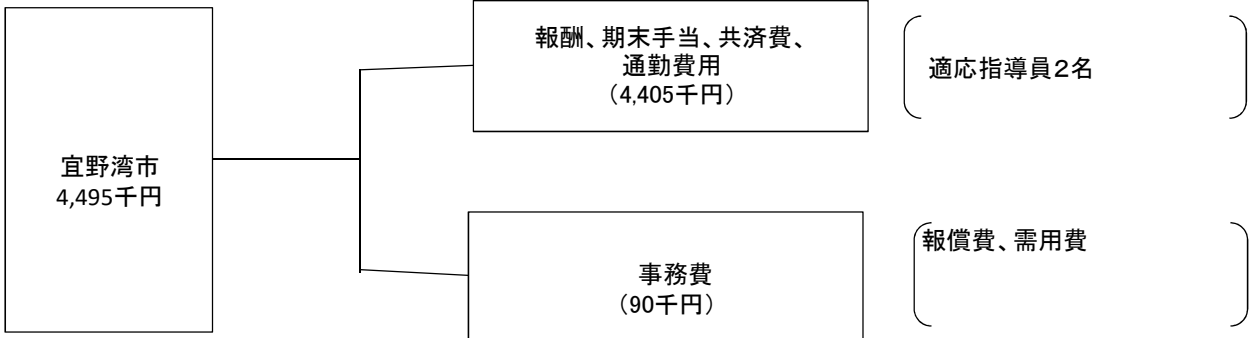 宜野湾市
4,495千円
報酬、期末手当、共済費、
通勤費用
（4,405千円）
適応指導員2名
事務費
（90千円）
報償費、需用費